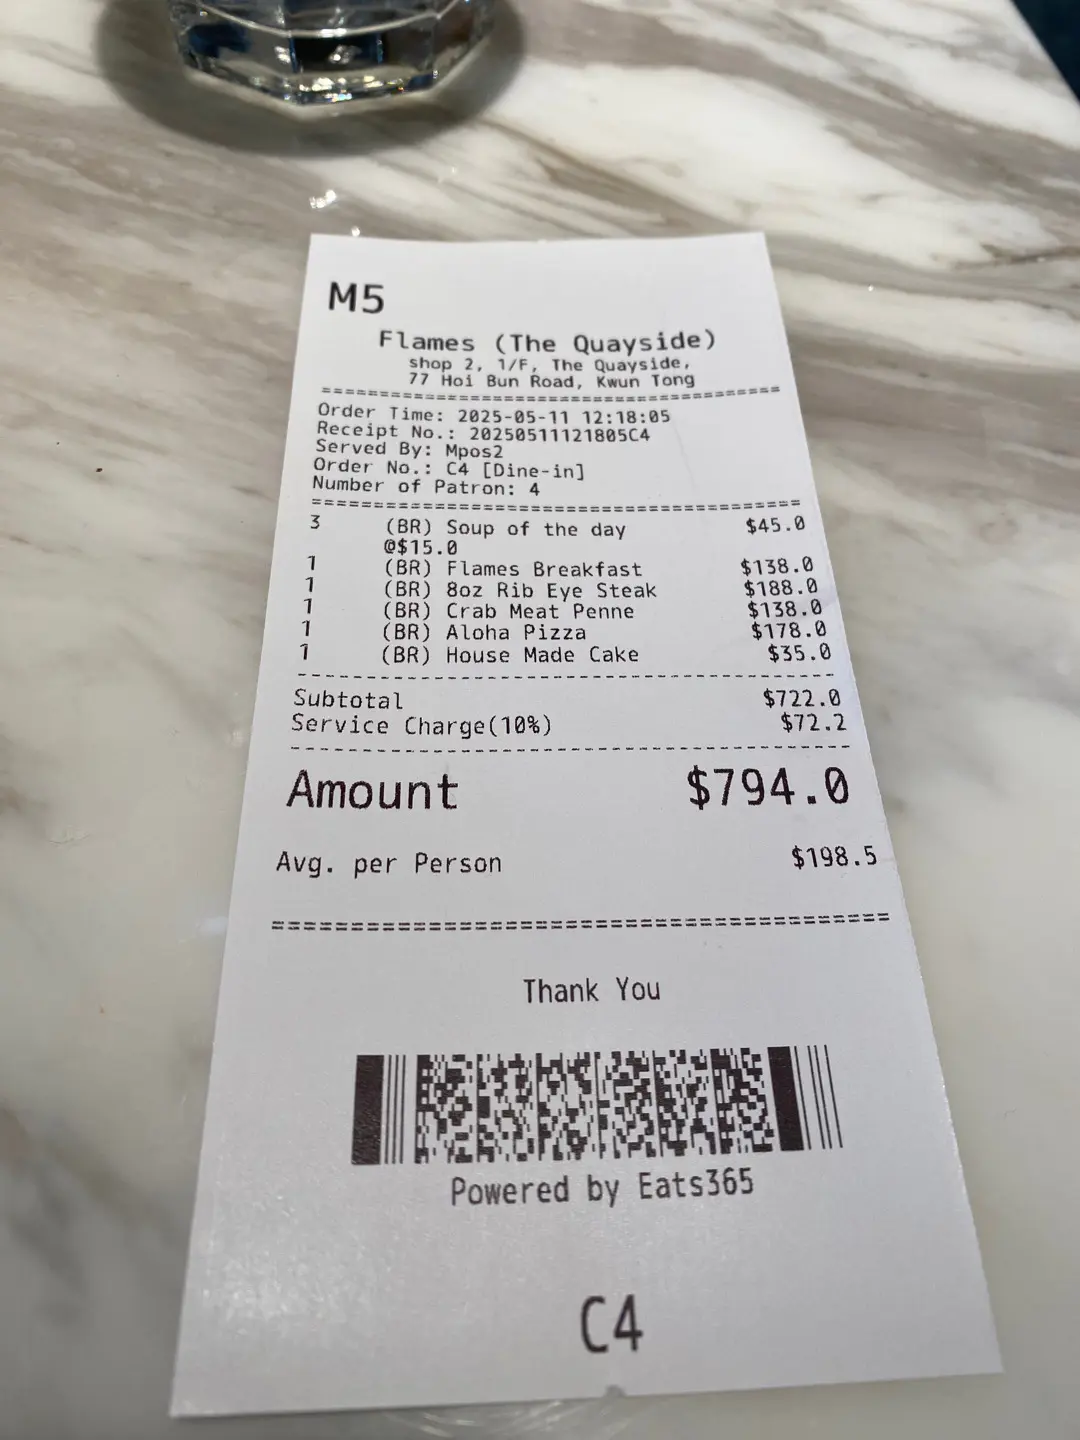 M5
Flames (The Quayside)
shop 2, 1/F, The Quayside,
77 Hoi Bun Road, Kwun Tong
========================================
Order Time: 2025-05-11 12:18:05
Receipt No.: 20250511121805C4
Served By: Mpos2
Order No.: C4 [Dine-in]
Number of Patron: 4
========================================
3 (BR) Soup of the day $45.0
@$15.0
1 (BR) Flames Breakfast $138.0
1 (BR) 8oz Rib Eye Steak $188.0
1 (BR) Crab Meat Penne $138.0
1 (BR) Aloha Pizza $178.0
1 (BR) House Made Cake $35.0
----------------------------------------
Subtotal $722.0
Service Charge(10%) $72.2
----------------------------------------
Amount $794.0
Avg. per Person $198.5
========================================
Thank You
Powered by Eats365
C4